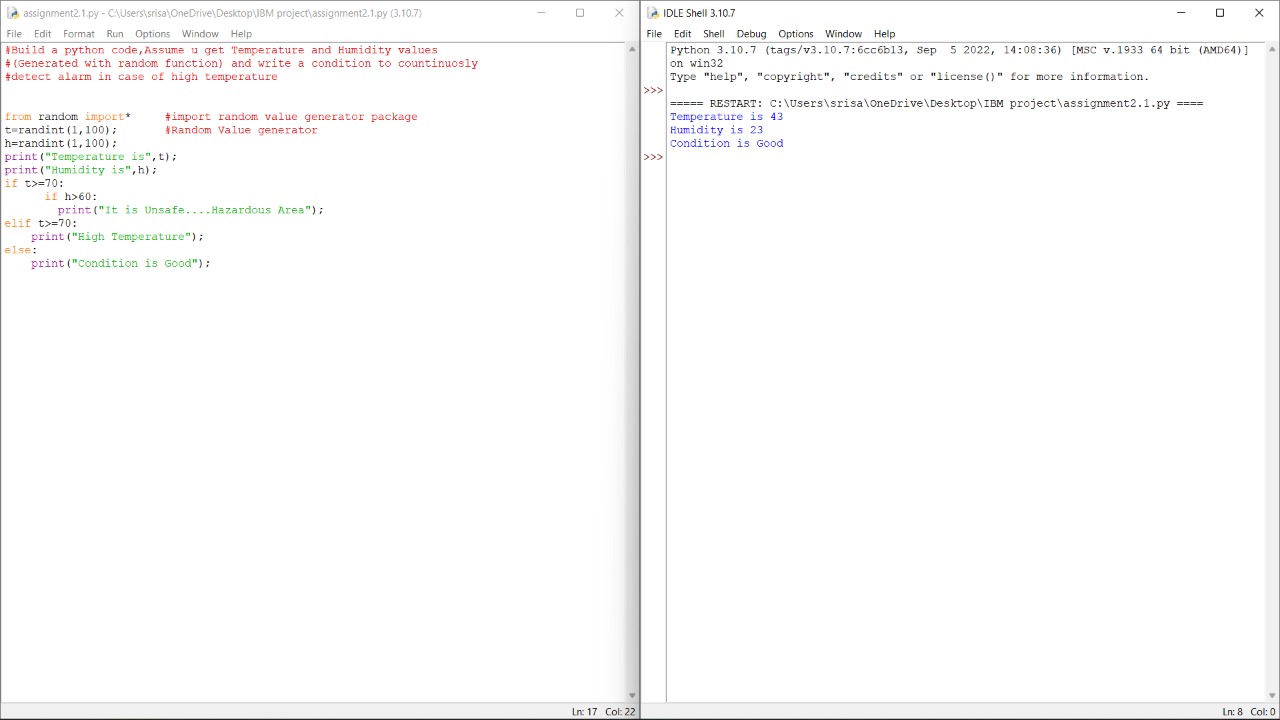 assignment2.1.py - C:\Users\srisa\OneDrive\Desktop\IBM project\assignment2.1.py (3.10.7)
File Edit Format Run Options Window Help
#Build a python code,Assume u get Temperature and Humidity values
#(Generated with random function) and write a condition to countinuosly
#detect alarm in case of high temperature
from random import*     #import random value generator package
t=randint(1,100);       #Random Value generator
h=randint(1,100);
print("Temperature is",t);
print("Humidity is",h);
if t>=70:
      if h>60:
        print("It is Unsafe....Hazardous Area");
elif t>=70:
    print("High Temperature");
else:
    print("Condition is Good");
Ln: 17 Col: 22
IDLE Shell 3.10.7
File Edit Shell Debug Options Window Help
Python 3.10.7 (tags/v3.10.7:6cc6b13, Sep  5 2022, 14:08:36) [MSC v.1933 64 bit (AMD64)]
on win32
Type "help", "copyright", "credits" or "license()" for more information.
>>>
===== RESTART: C:\Users\srisa\OneDrive\Desktop\IBM project\assignment2.1.py ====
Temperature is 43
Humidity is 23
Condition is Good
>>>
Ln: 8 Col: 0